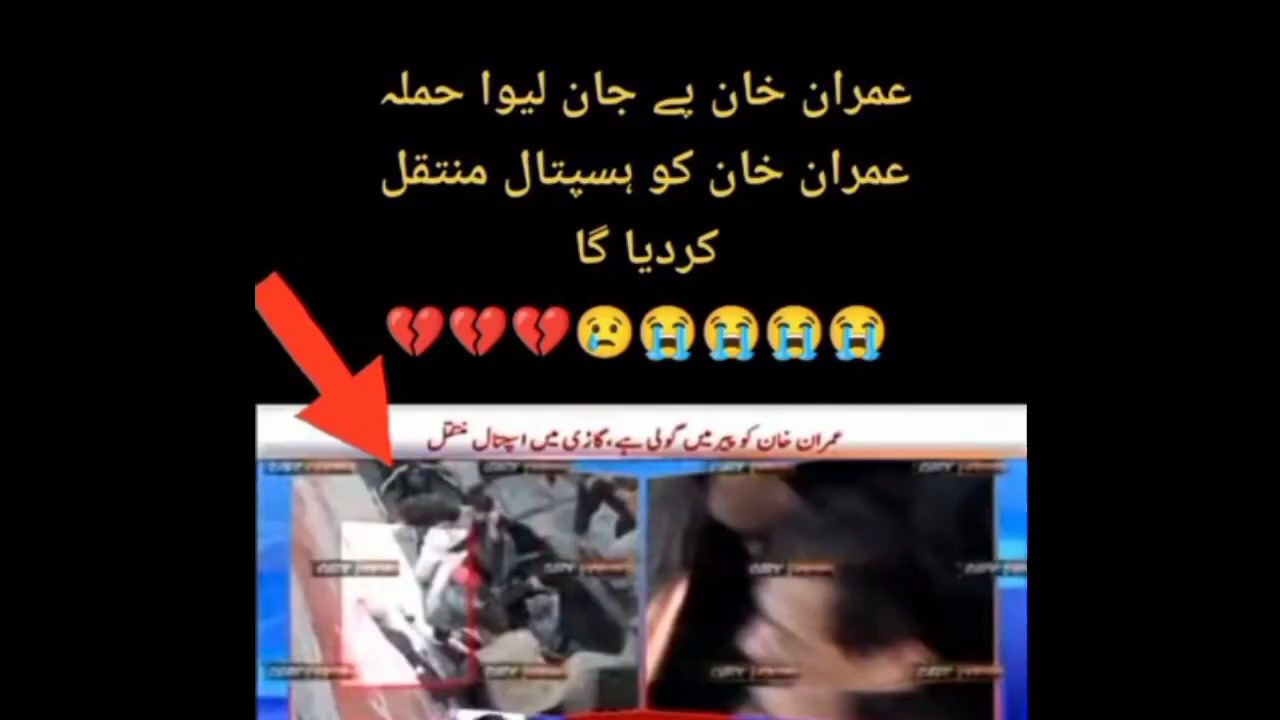 عمران خان پے جان لیوا حملہ
عمران خان کو ہسپتال منتقل
کردیا گا
عمران خان کو پیر میں گولی ہے، گاڑی میں اسپتال منتقل